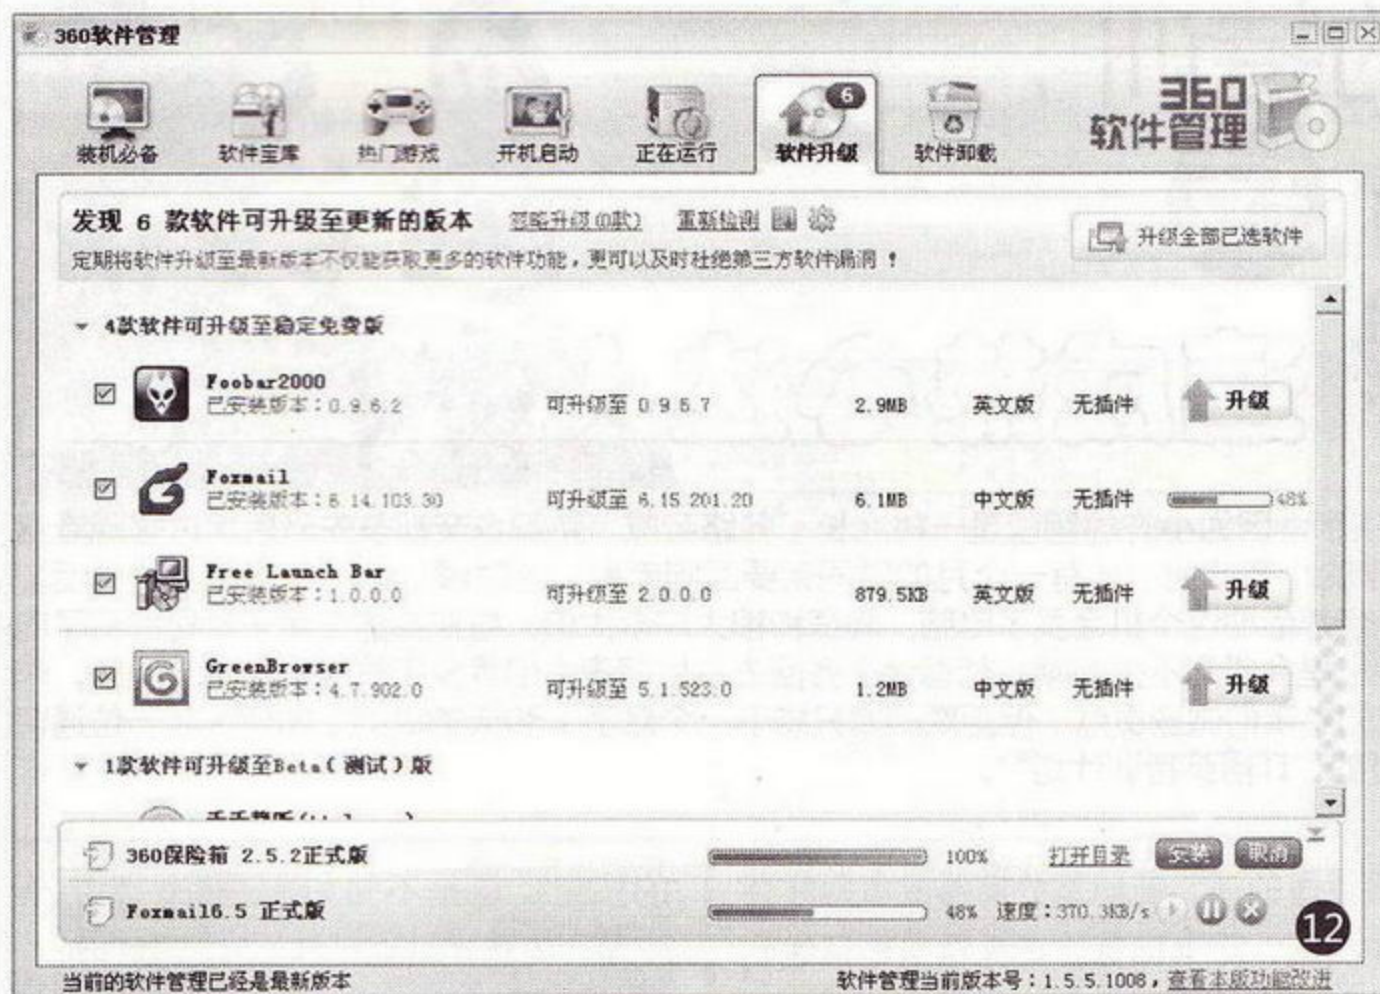 360软件管理
装机必备 软件宝库 热门游戏 开机启动 正在运行 软件升级 6 软件卸载
360
软件管理
发现 6 款软件可升级至更新的版本 忽略升级(0款) 重新检测
升级全部已选软件
定期将软件升级至最新版本不仅能获取更多的软件功能，更可以及时杜绝第三方软件漏洞！
4款软件可升级至稳定免费版
Foobar2000
已安装版本：0.9.6.2 可升级至 0.9.6.7 2.9MB 英文版 无插件 升级
Foxmail
已安装版本：6.14.103.30 可升级至 6.15.201.20 6.1MB 中文版 无插件 48%
Free Launch Bar
已安装版本：1.0.0.0 可升级至 2.0.0.0 879.5KB 英文版 无插件 升级
GreenBrowser
已安装版本：4.7.902.0 可升级至 5.1.523.0 1.2MB 中文版 无插件 升级
1款软件可升级至Beta（测试）版
360保险箱 2.5.2正式版 100% 打开目录 安装 取消
Foxmail6.5 正式版 48% 速度：370.3KB/s
12
当前的软件管理已经是最新版本 软件管理当前版本号：1.5.5.1008，查看本版功能改进